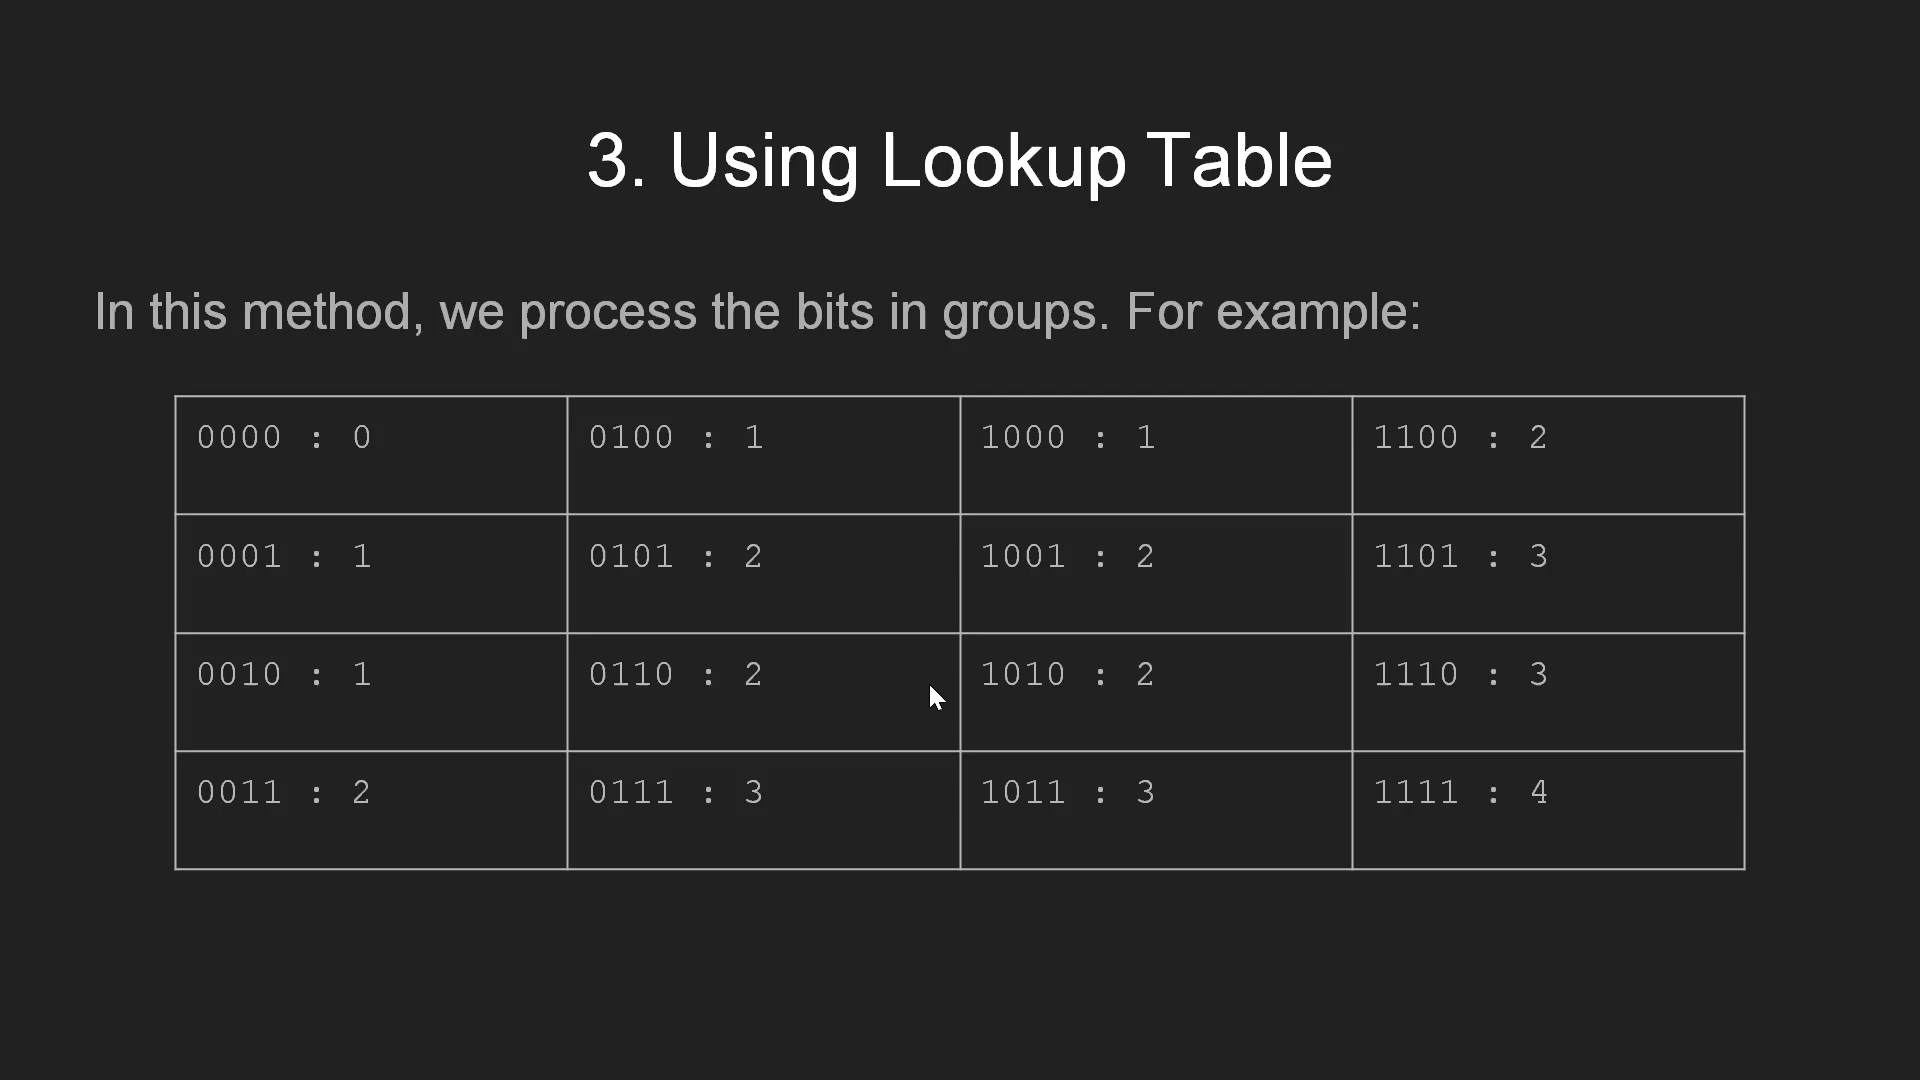 3. Using Lookup Table
In this method, we process the bits in groups. For example:
0000 : 0 0100 : 1 1000 : 1 1100 : 2
0001 : 1 0101 : 2 1001 : 2 1101 : 3
0010 : 1 0110 : 2 1010 : 2 1110 : 3
0011 : 2 0111 : 3 1011 : 3 1111 : 4